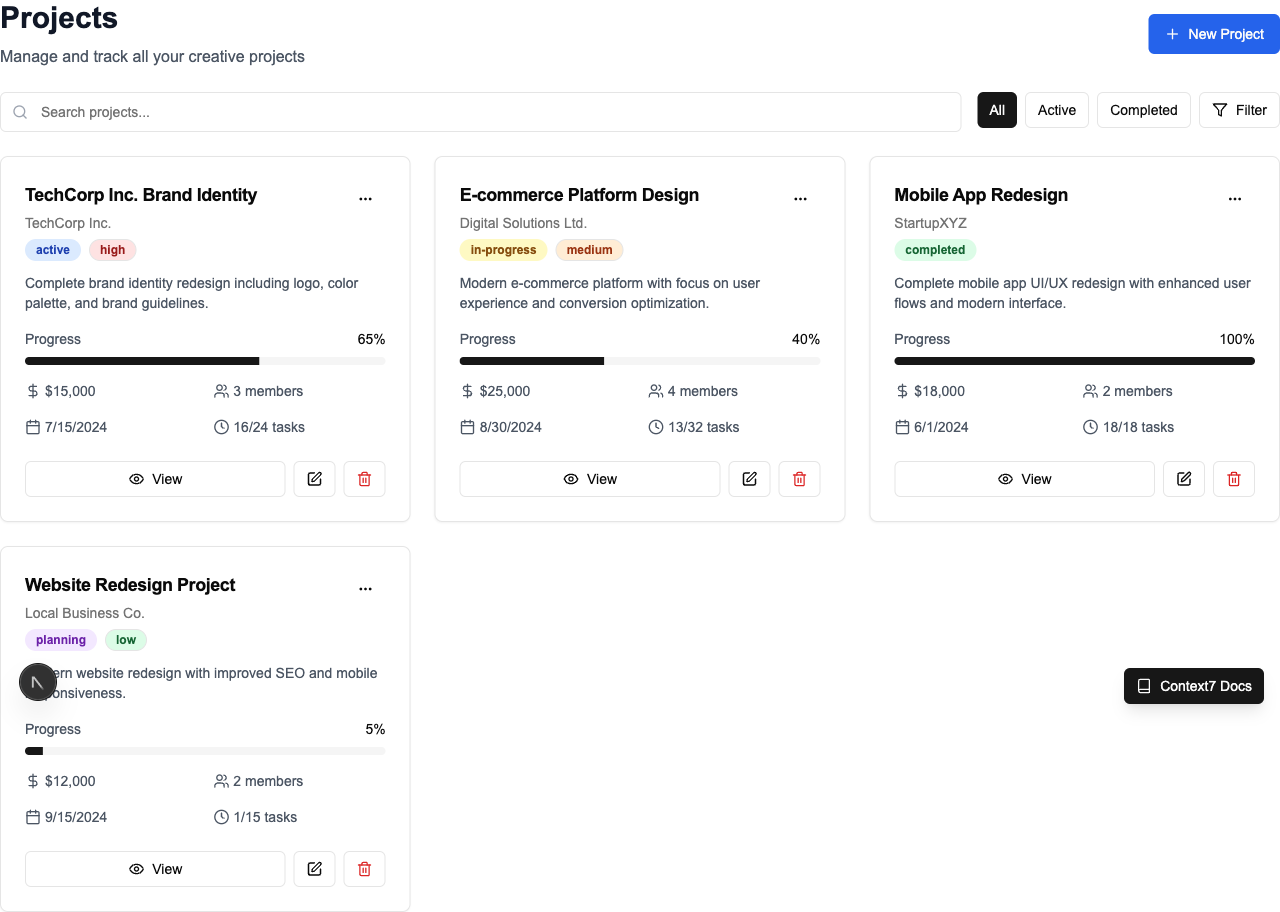 Projects
Manage and track all your creative projects
New Project
Search projects...
All
Active
Completed
Filter
TechCorp Inc. Brand Identity
TechCorp Inc.
active
high
Complete brand identity redesign including logo, color
palette, and brand guidelines.
Progress
65%
$15,000
3 members
7/15/2024
16/24 tasks
View
E-commerce Platform Design
Digital Solutions Ltd.
in-progress
medium
Modern e-commerce platform with focus on user
experience and conversion optimization.
Progress
40%
$25,000
4 members
8/30/2024
13/32 tasks
View
Mobile App Redesign
StartupXYZ
completed
Complete mobile app UI/UX redesign with enhanced user
flows and modern interface.
Progress
100%
$18,000
2 members
6/1/2024
18/18 tasks
View
Website Redesign Project
Local Business Co.
planning
low
website redesign with improved SEO and mobile
Progress
5%
$12,000
2 members
9/15/2024
1/15 tasks
View
Context7 Docs